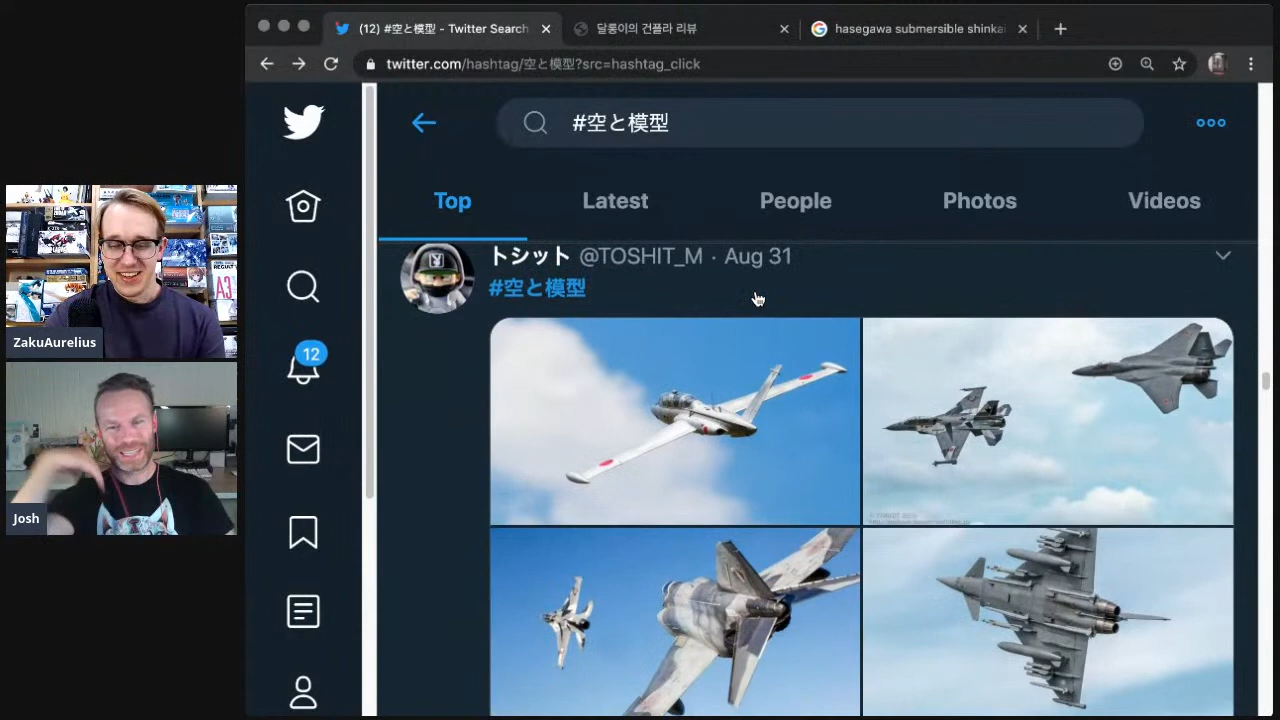 (12) #空と模型 - Twitter Search
달롱이의 건플라 리뷰
hasegawa submersible shinka
twitter.com/hashtag/空と模型?src=hashtag_click
#空と模型
Top
Latest
People
Photos
Videos
トシット @TOSHIT_M · Aug 31
#空と模型
12
ZakuAurelius
Josh